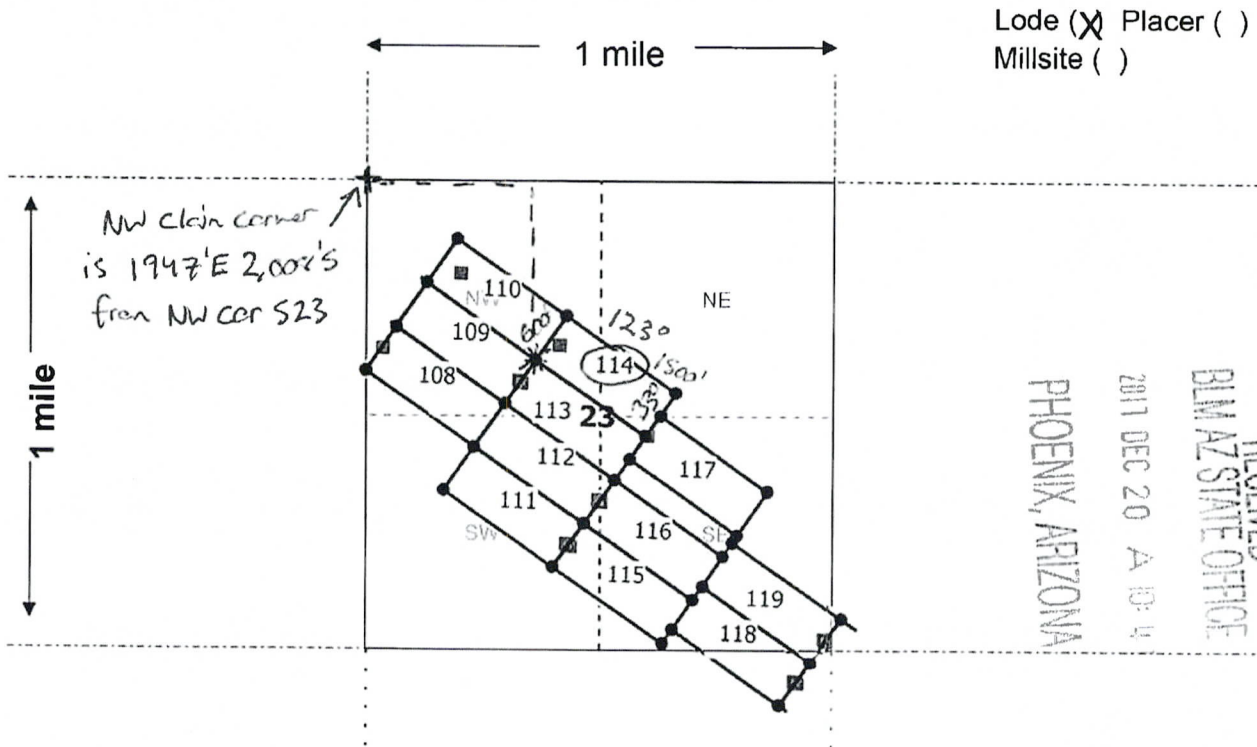 Lode (X) Placer ( )
Millsite ( )
1 mile
1 mile
NW claim corner
is 1947'E 2,001'S
from NW cor S23
NE
NW
SW
SE
110
600'
1230
109
114
1500'
330
108
113
23
117
112
111
116
115
119
118
RECEIVED
BLM AZ STATE OFFICE
2011 DEC 20 A 10:4
PHOENIX, ARIZONA